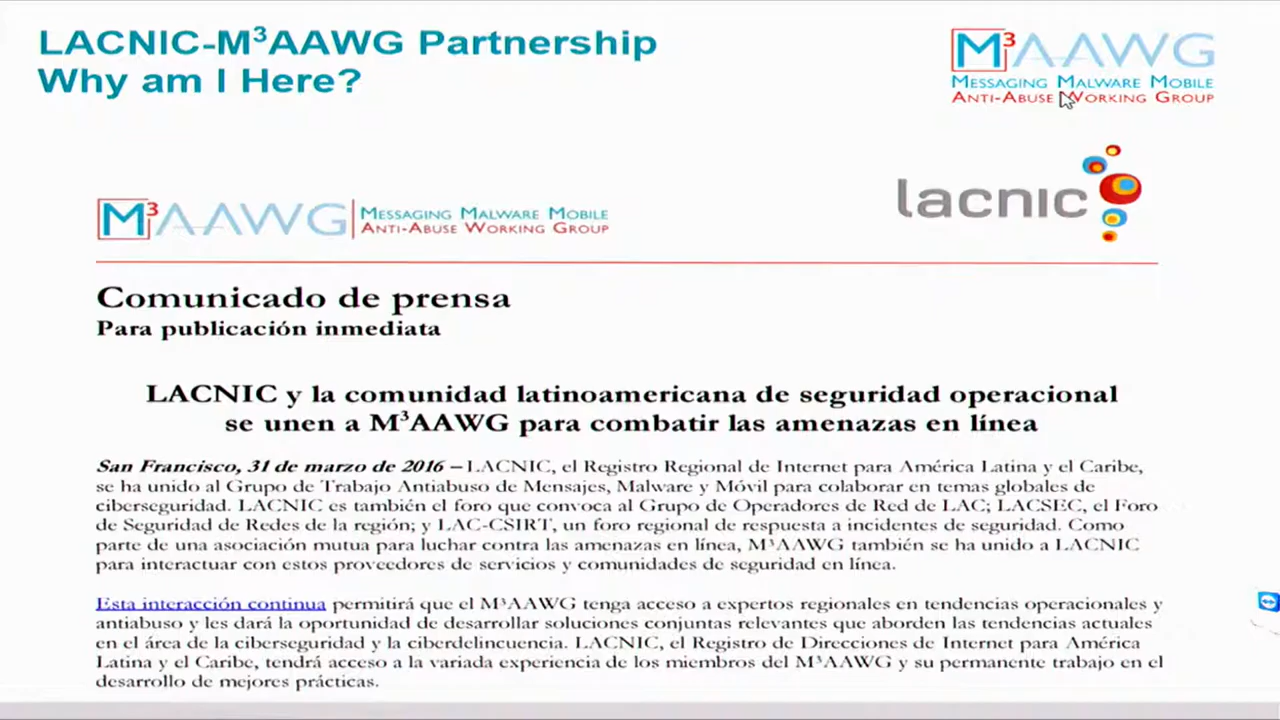 LACNIC-M³AAWG Partnership
Why am I Here?
M³AAWG
MESSAGING MALWARE MOBILE
ANTI-ABUSE WORKING GROUP
lacnic
M³AAWG
MESSAGING MALWARE MOBILE
ANTI-ABUSE WORKING GROUP
Comunicado de prensa
Para publicación inmediata
LACNIC y la comunidad latinoamericana de seguridad operacional
se unen a M³AAWG para combatir las amenazas en línea
San Francisco, 31 de marzo de 2016 – LACNIC, el Registro Regional de Internet para América Latina y el Caribe,
se ha unido al Grupo de Trabajo Antiabuso de Mensajes, Malware y Móvil para colaborar en temas globales de
ciberseguridad. LACNIC es también el foro que convoca al Grupo de Operadores de Red de LAC; LACSEC, el Foro
de Seguridad de Redes de la región; y LAC-CSIRT, un foro regional de respuesta a incidentes de seguridad. Como
parte de una asociación mutua para luchar contra las amenazas en línea, M³AAWG también se ha unido a LACNIC
para interactuar con estos proveedores de servicios y comunidades de seguridad en línea.
Esta interacción continua permitirá que el M³AAWG tenga acceso a expertos regionales en tendencias operacionales y
antiabuso y les dará la oportunidad de desarrollar soluciones conjuntas relevantes que aborden las tendencias actuales
en el área de la ciberseguridad y la ciberdelincuencia. LACNIC, el Registro de Direcciones de Internet para América
Latina y el Caribe, tendrá acceso a la variada experiencia de los miembros del M³AAWG y su permanente trabajo en el
desarrollo de mejores prácticas.